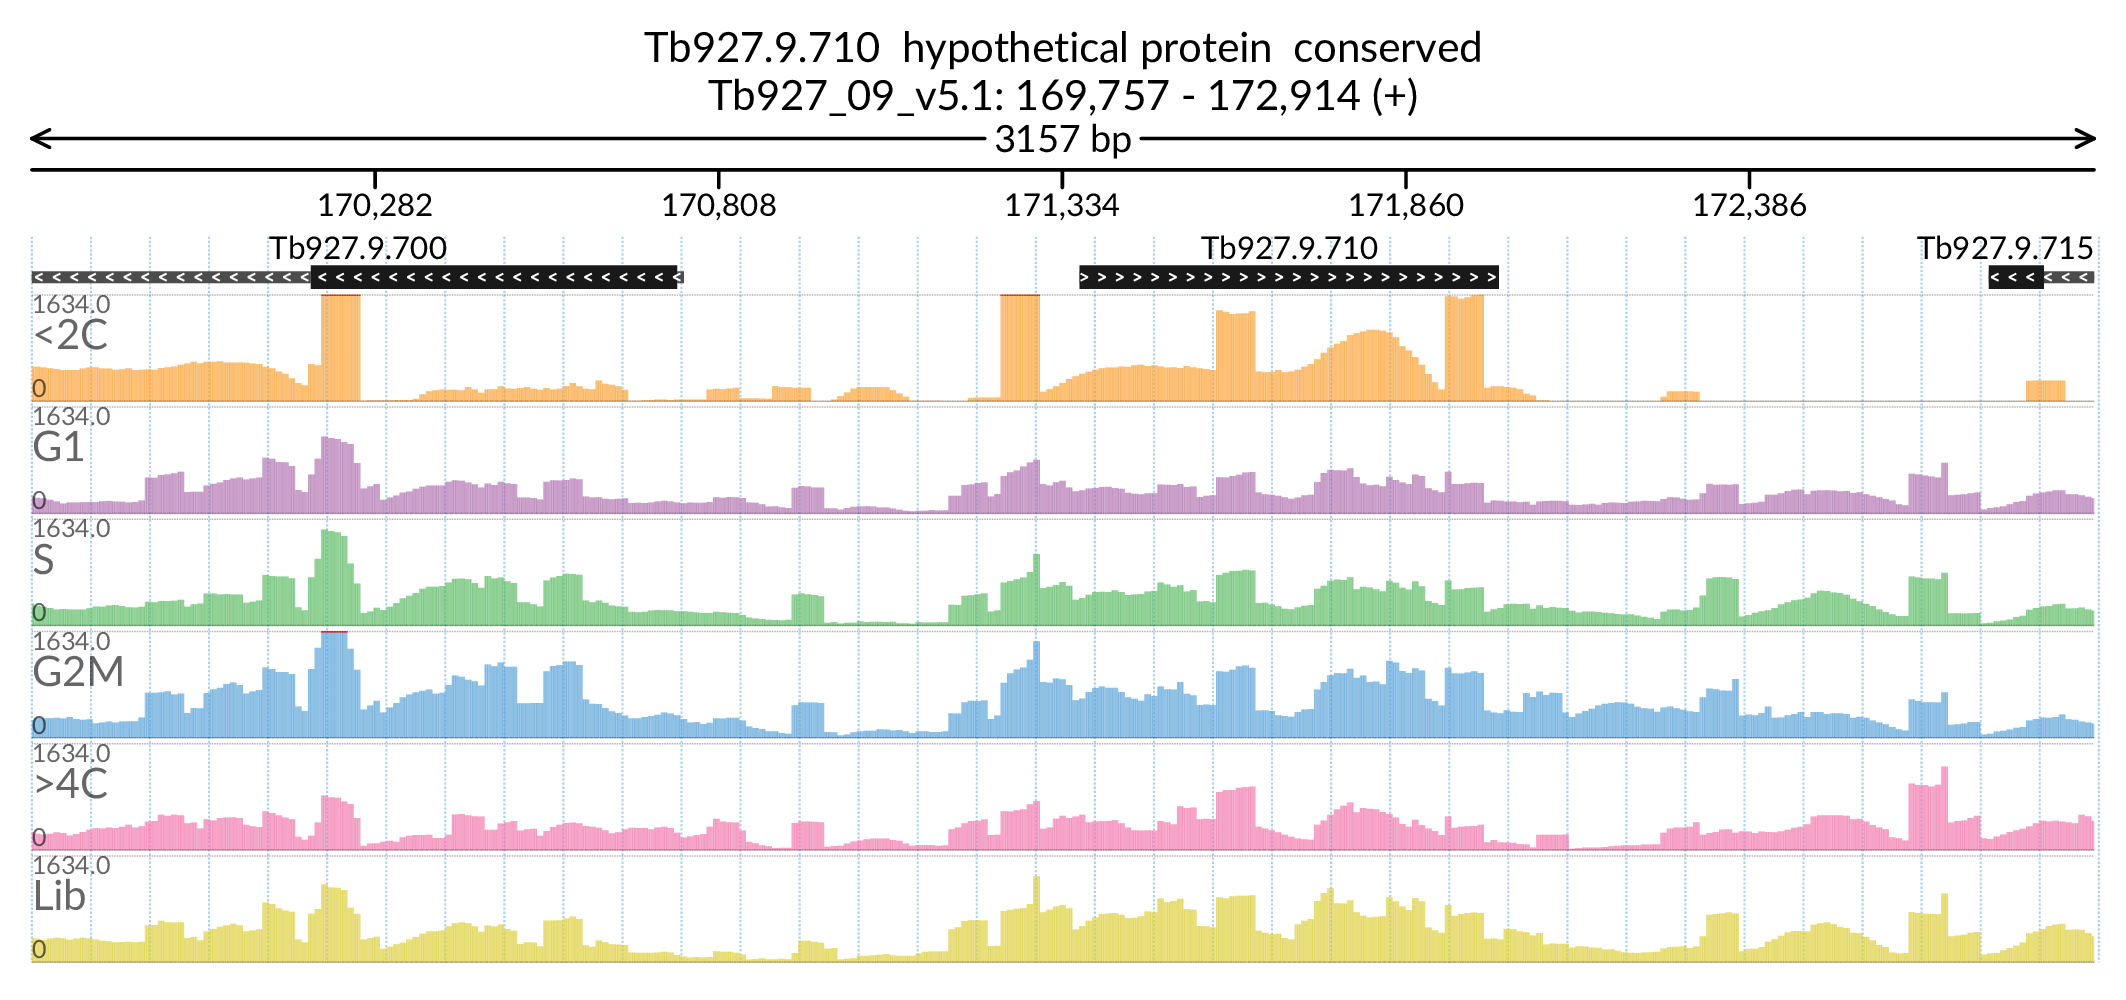 Tb927.9.710  hypothetical protein  conserved
Tb927_09_v5.1: 169,757 - 172,914 (+)
3157 bp
170,282 170,808 171,334 171,860 172,386
Tb927.9.700 Tb927.9.710 Tb927.9.715
1634.0
<2C
0
1634.0
G1
0
1634.0
S
0
1634.0
G2M
0
1634.0
>4C
0
1634.0
Lib
0